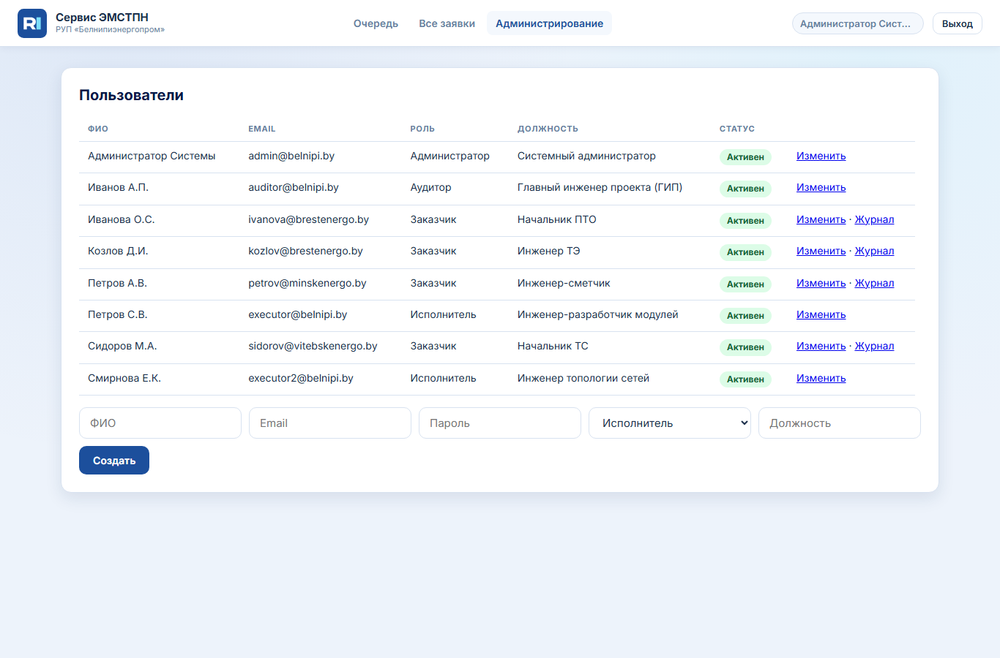 RI
Сервис ЭМСТПН
РУП «Белнипиэнергопром»
Очередь Все заявки Администрирование
Администратор Сист... Выход
Пользователи
ФИО EMAIL РОЛЬ ДОЛЖНОСТЬ СТАТУС
Администратор Системы admin@belnipi.by Администратор Системный администратор Активен Изменить
Иванов А.П. auditor@belnipi.by Аудитор Главный инженер проекта (ГИП) Активен Изменить
Иванова О.С. ivanova@brestenergo.by Заказчик Начальник ПТО Активен Изменить · Журнал
Козлов Д.И. kozlov@brestenergo.by Заказчик Инженер ТЭ Активен Изменить · Журнал
Петров А.В. petrov@minskenergo.by Заказчик Инженер-сметчик Активен Изменить · Журнал
Петров С.В. executor@belnipi.by Исполнитель Инженер-разработчик модулей Активен Изменить
Сидоров М.А. sidorov@vitebskenergo.by Заказчик Начальник ТС Активен Изменить · Журнал
Смирнова Е.К. executor2@belnipi.by Исполнитель Инженер топологии сетей Активен Изменить
ФИО Email Пароль Исполнитель Должность
Создать